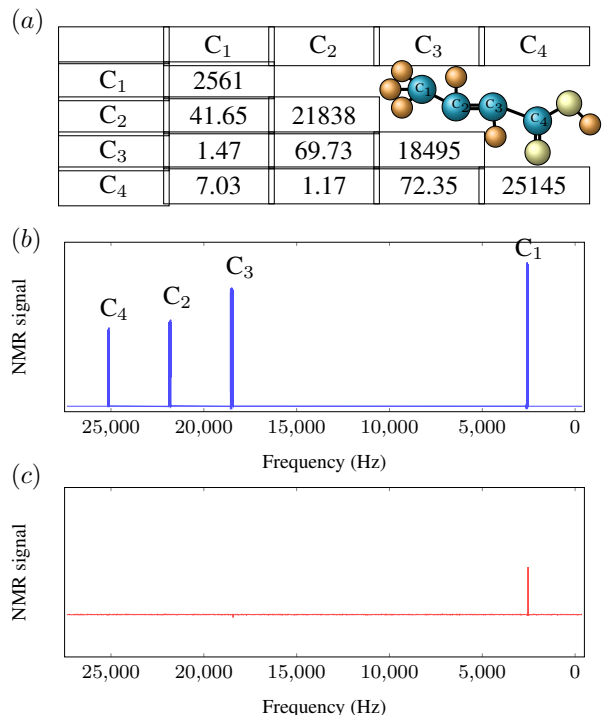 (a)
C₁ C₂ C₃ C₄
C₁ 2561
C₂ 41.65 21838
C₃ 1.47 69.73 18495
C₄ 7.03 1.17 72.35 25145
C₁
C₂ C₃
C₄
(b)
NMR signal
C₄ C₂ C₃ C₁
25,000 20,000 15,000 10,000 5,000 0
Frequency (Hz)
(c)
NMR signal
25,000 20,000 15,000 10,000 5,000 0
Frequency (Hz)